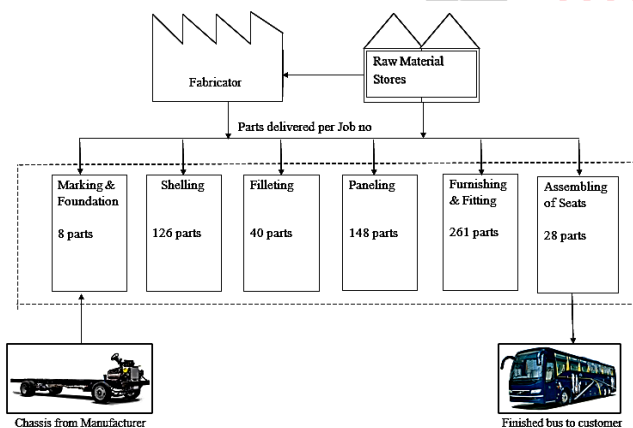 Fabricator
Raw Material
Stores
Parts delivered per Job no
Marking &
Foundation
8 parts
Shelling
126 parts
Filleting
40 parts
Paneling
148 parts
Furnishing
& Fitting
261 parts
Assembling
of Seats
28 parts
Chassis from Manufacturer
Finished bus to customer